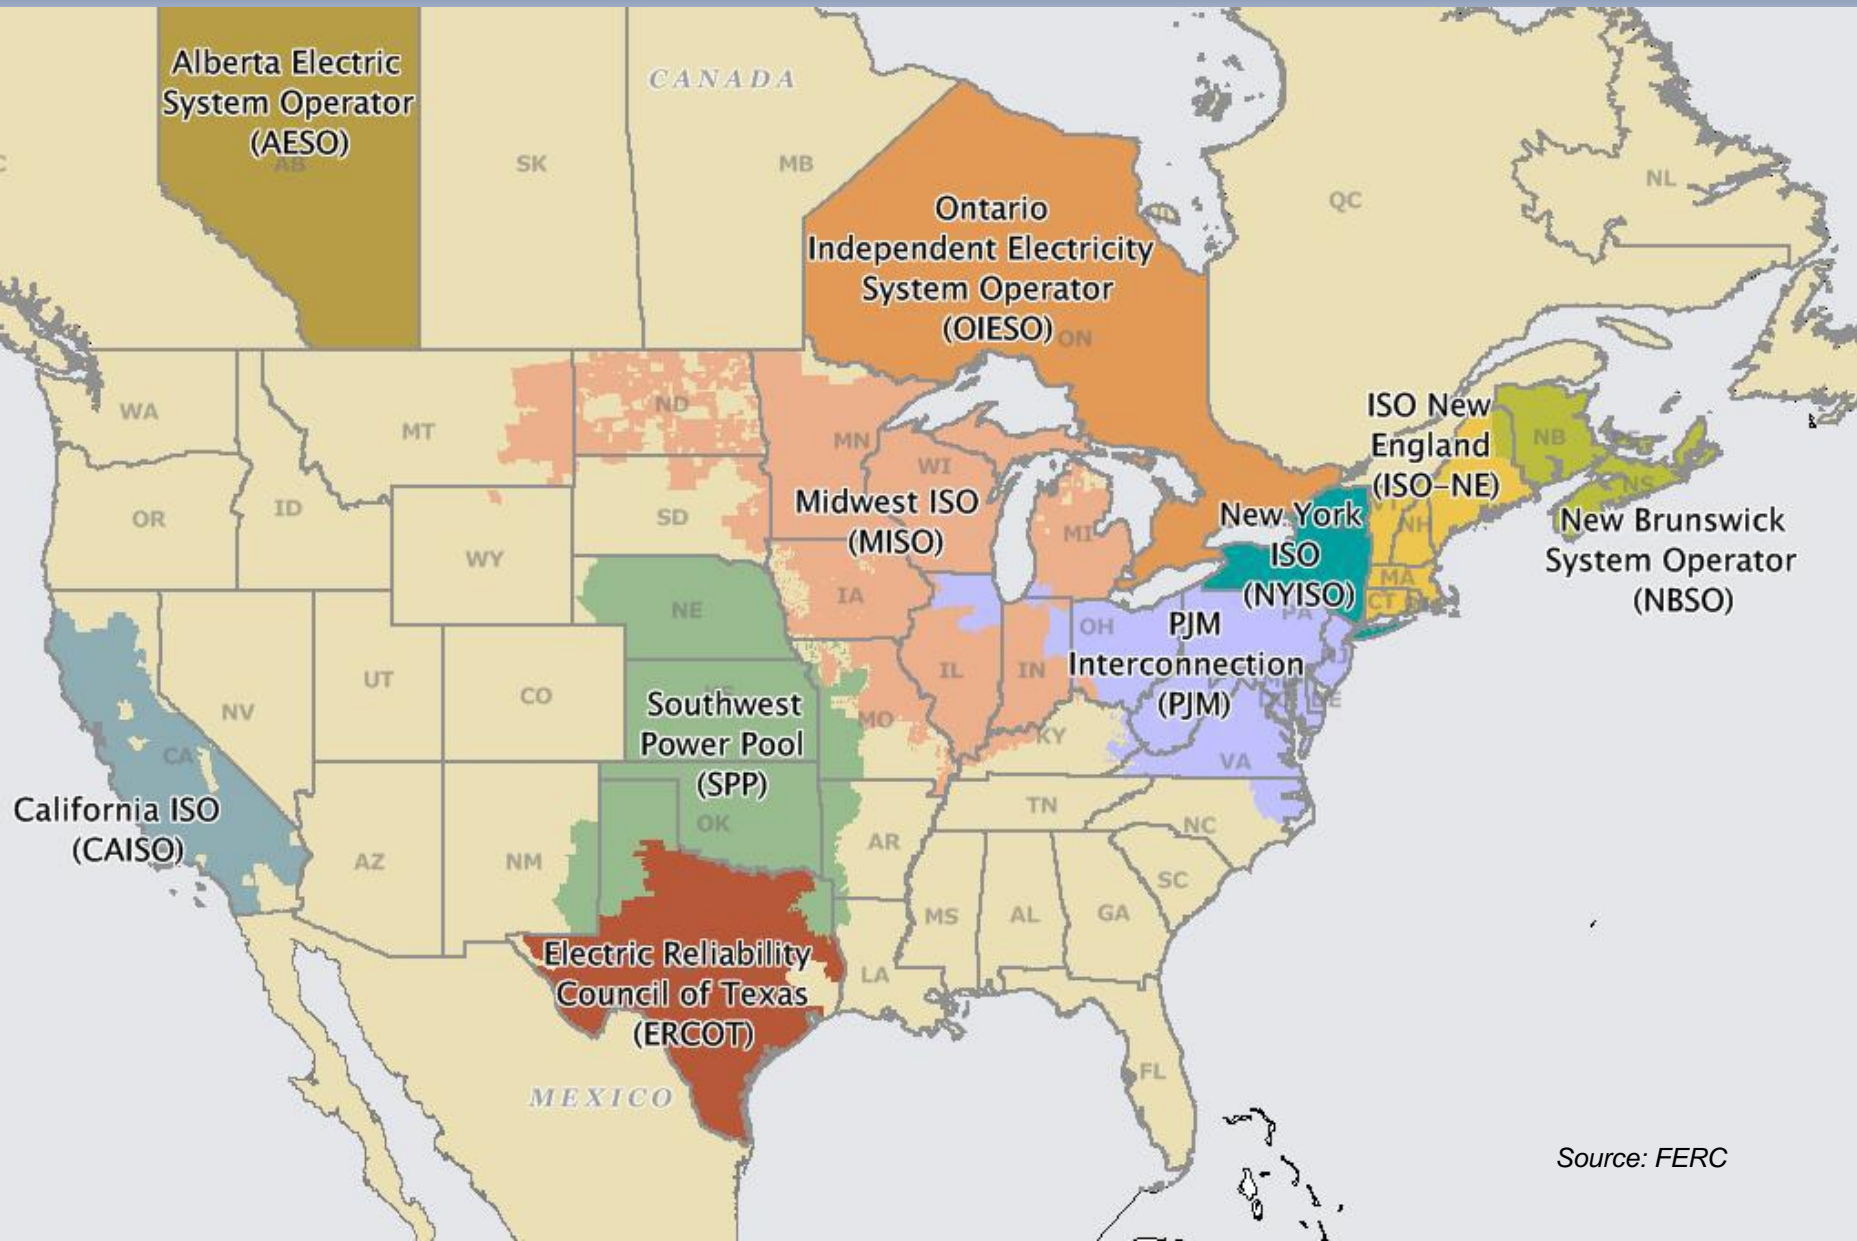 Alberta Electric
System Operator
(AESO)
AB
CANADA
SK
MB
Ontario
Independent Electricity
System Operator
(OIESO)
ON
QC
NL
WA
MT
ND
MN
WI
ISO New
England
(ISO-NE)
NB
NS
OR
ID
SD
Midwest ISO
(MISO)
MI
New York
ISO
(NYISO)
VT
NH
MA
CT
New Brunswick
System Operator
(NBSO)
WY
NE
IA
OH
PA
PJM
Interconnection
(PJM)
NJ
DE
IL
IN
UT
CO
NV
CA
Southwest
Power Pool
(SPP)
MO
KY
VA
California ISO
(CAISO)
AZ
NM
OK
AR
TN
NC
SC
MS
AL
GA
LA
Electric Reliability
Council of Texas
(ERCOT)
MEXICO
FL
Source: FERC